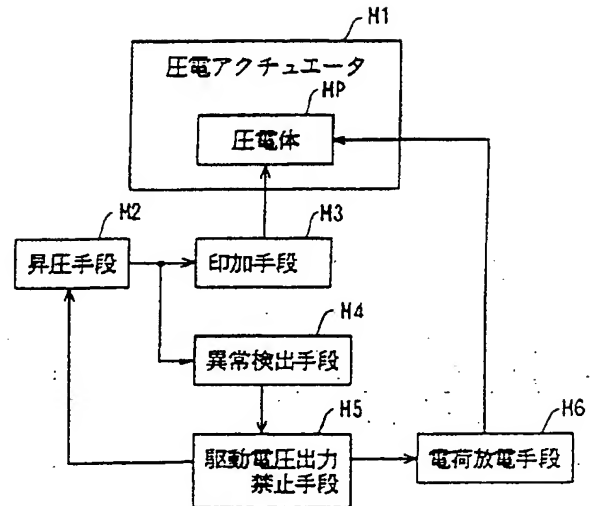 H1
圧電アクチュエータ
HP
圧電体
H2
H3
昇圧手段
印加手段
H4
異常検出手段
H5
H6
駆動電圧出力
禁止手段
電荷放電手段